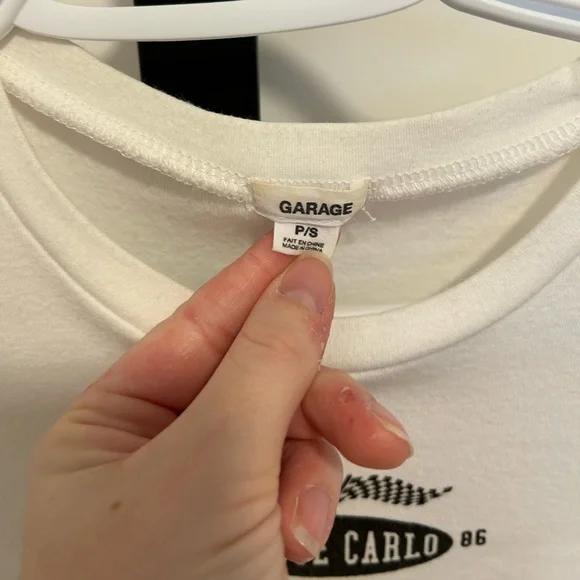 GARAGE
P/S
FAIT EN CHINE
MADE IN CHINA
E CARLO 86